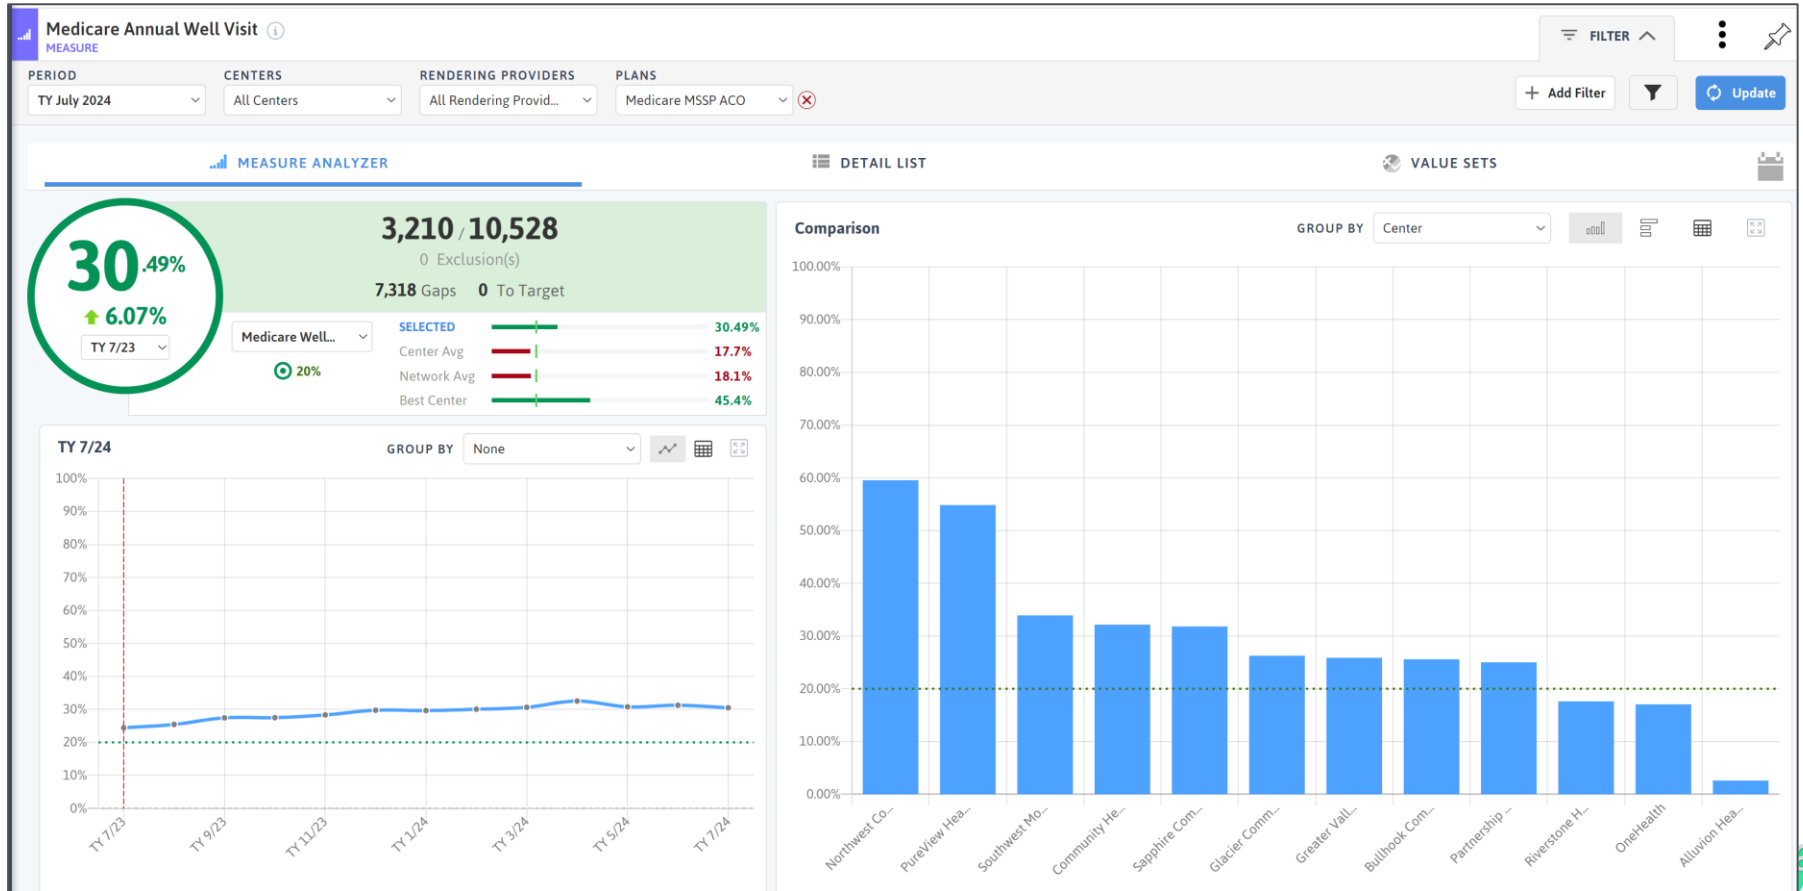 Medicare Annual Well Visit
MEASURE
FILTER
PERIOD
CENTERS
RENDERING PROVIDERS
PLANS
TY July 2024
All Centers
All Rendering Provid...
Medicare MSSP ACO
+ Add Filter
Update
MEASURE ANALYZER
DETAIL LIST
VALUE SETS
30.49%
6.07%
TY 7/23
3,210 / 10,528
0 Exclusion(s)
7,318 Gaps 0 To Target
Medicare Well...
20%
SELECTED 30.49%
Center Avg 17.7%
Network Avg 18.1%
Best Center 45.4%
TY 7/24
GROUP BY None
100%
90%
80%
70%
60%
50%
40%
30%
20%
10%
0%
TY 7/23
TY 9/23
TY 11/23
TY 1/24
TY 3/24
TY 5/24
TY 7/24
Comparison
GROUP BY Center
100.00%
90.00%
80.00%
70.00%
60.00%
50.00%
40.00%
30.00%
20.00%
10.00%
0.00%
Northwest Co...
PureView Hea...
Southwest Mo...
Community He...
Sapphire Com...
Glacier Comm...
Greater Vall...
Bullhook Com...
Partnership ...
Riverstone H...
OneHealth
Alluvion Hea...